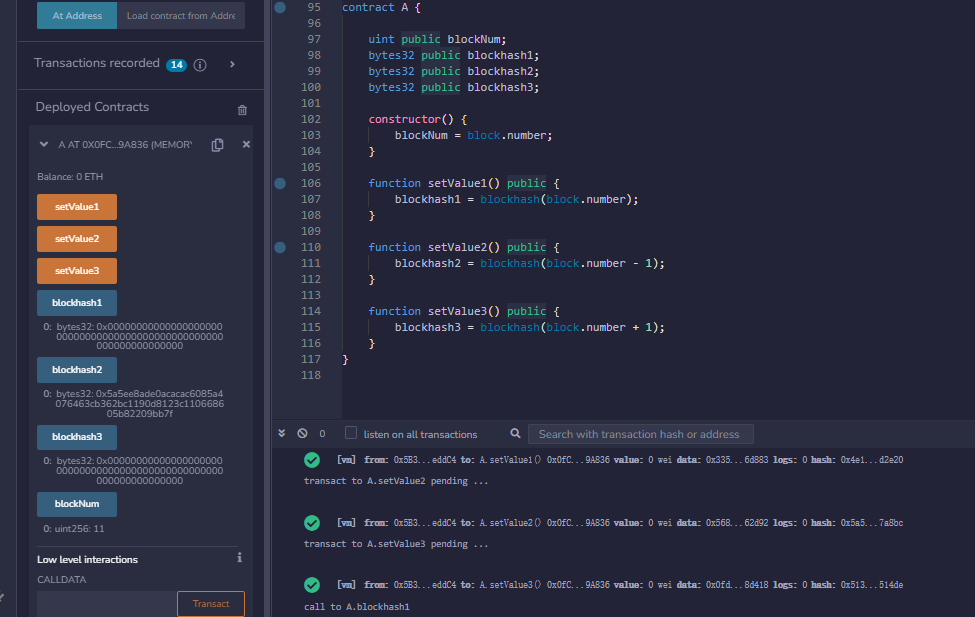 At Address Load contract from Addre
Transactions recorded 14 i >
Deployed Contracts
A AT 0X0FC...9A836 (MEMORY
Balance: 0 ETH
setValue1
setValue2
setValue3
blockhash1
0: bytes32: 0x00000000000000000000
00000000000000000000000000000
000000000000000
blockhash2
0: bytes32: 0x5a5ee8ade0acacac6085a4
076463cb362bc1190d8123c1106686
05b82209bb7f
blockhash3
0: bytes32: 0x00000000000000000000
00000000000000000000000000000
000000000000000
blockNum
0: uint256: 11
Low level interactions i
CALLDATA
Transact
95 contract A {
96
97 uint public blockNum;
98 bytes32 public blockhash1;
99 bytes32 public blockhash2;
100 bytes32 public blockhash3;
101
102 constructor() {
103 blockNum = block.number;
104 }
105
106 function setValue1() public {
107 blockhash1 = blockhash(block.number);
108 }
109
110 function setValue2() public {
111 blockhash2 = blockhash(block.number - 1);
112 }
113
114 function setValue3() public {
115 blockhash3 = blockhash(block.number + 1);
116 }
117 }
118
0 listen on all transactions Search with transaction hash or address
[vm] from: 0x5B3...eddC4 to: A.setValue1() 0x0fC...9A836 value: 0 wei data: 0x335...6d883 logs: 0 hash: 0x4e1...d2e20
transact to A.setValue2 pending ...
[vm] from: 0x5B3...eddC4 to: A.setValue2() 0x0fC...9A836 value: 0 wei data: 0x568...62d92 logs: 0 hash: 0x5a5...7a8bc
transact to A.setValue3 pending ...
[vm] from: 0x5B3...eddC4 to: A.setValue3() 0x0fC...9A836 value: 0 wei data: 0x0fd...8d418 logs: 0 hash: 0x513...514de
call to A.blockhash1